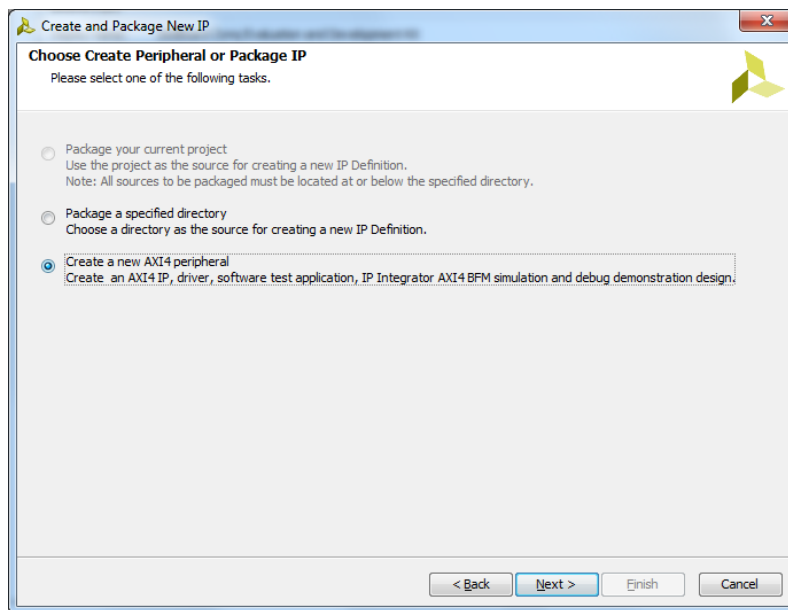 Create and Package New IP
Choose Create Peripheral or Package IP
Please select one of the following tasks.
Package your current project
Use the project as the source for creating a new IP Definition.
Note: All sources to be packaged must be located at or below the specified directory.
Package a specified directory
Choose a directory as the source for creating a new IP Definition.
Create a new AXI4 peripheral
Create an AXI4 IP, driver, software test application, IP Integrator AXI4 BFM simulation and debug demonstration design.
< Back Next > Finish Cancel